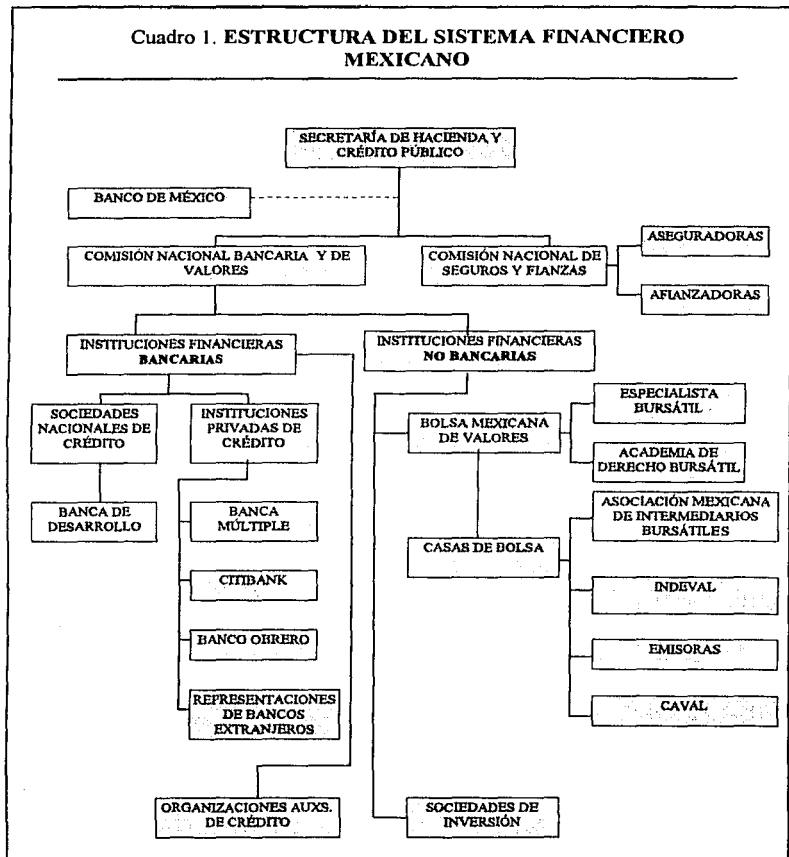 Cuadro 1. ESTRUCTURA DEL SISTEMA FINANCIERO
MEXICANO
SECRETARÍA DE HACIENDA Y
CRÉDITO PÚBLICO
BANCO DE MÉXICO
COMISIÓN NACIONAL BANCARIA Y DE
VALORES
COMISIÓN NACIONAL DE
SEGUROS Y FIANZAS
ASEGURADORAS
AFIANZADORAS
INSTITUCIONES FINANCIERAS
BANCARIAS
INSTITUCIONES FINANCIERAS
NO BANCARIAS
SOCIEDADES
NACIONALES DE
CRÉDITO
INSTITUCIONES
PRIVADAS DE
CRÉDITO
BANCA DE
DESARROLLO
BANCA
MÚLTIPLE
CITIBANK
BANCO OBRERO
REPRESENTACIONES
DE BANCOS
EXTRANJEROS
ORGANIZACIONES AUXS.
DE CRÉDITO
BOLSA MEXICANA
DE VALORES
ESPECIALISTA
BURSÁTIL
ACADEMIA DE
DERECHO BURSÁTIL
CASAS DE BOLSA
ASOCIACIÓN MEXICANA
DE INTERMEDIARIOS
BURSÁTILES
INDEVAL
EMISORAS
CAVAL
SOCIEDADES DE
INVERSIÓN